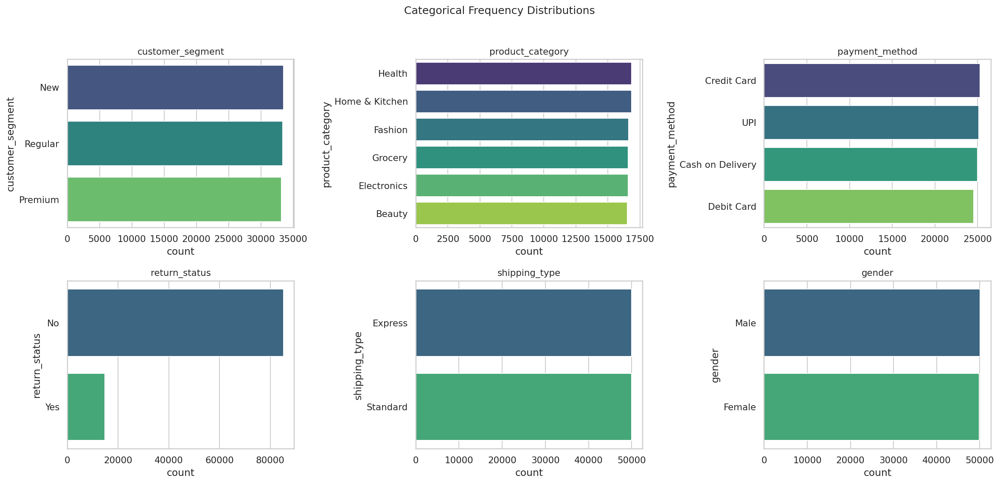 Categorical Frequency Distributions
customer_segment
customer_segment
New
Regular
Premium
0 5000 10000 15000 20000 25000 30000 35000
count
product_category
product_category
Health
Home & Kitchen
Fashion
Grocery
Electronics
Beauty
0 2500 5000 7500 10000 12500 15000 17500
count
payment_method
payment_method
Credit Card
UPI
Cash on Delivery
Debit Card
0 5000 10000 15000 20000 25000
count
return_status
return_status
No
Yes
0 20000 40000 60000 80000
count
shipping_type
shipping_type
Express
Standard
0 10000 20000 30000 40000 50000
count
gender
gender
Male
Female
0 10000 20000 30000 40000 50000
count